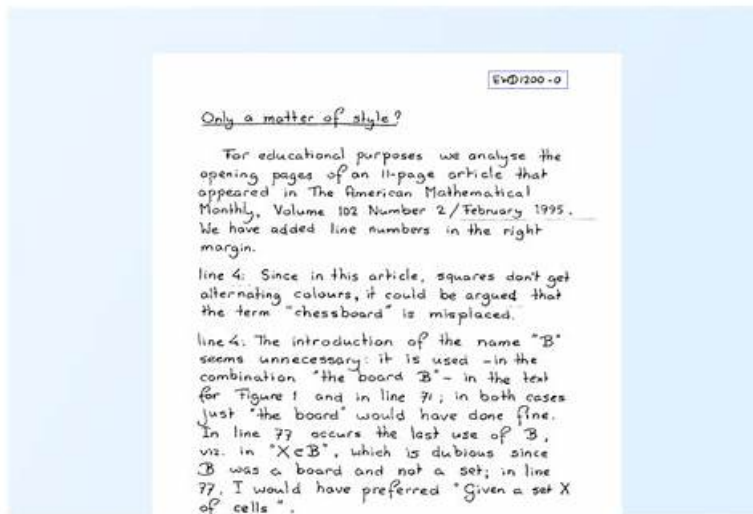 EWD1200-0
Only a matter of style?
For educational purposes we analyse the
opening pages of an 11-page article that
appeared in The American Mathematical
Monthly, Volume 102 Number 2/February 1995.
We have added line numbers in the right
margin.
line 4: Since in this article, squares don't get
alternating colours, it could be argued that
the term "chessboard" is misplaced.
line 4: The introduction of the name "B"
seems unnecessary: it is used -in the
combination "the board B"- in the text
for Figure 1 and in line 71; in both cases
just "the board" would have done fine.
In line 77 occurs the last use of B,
viz. in "X⊂B", which is dubious since
B was a board and not a set; in line
77, I would have preferred "Given a set X
of cells".